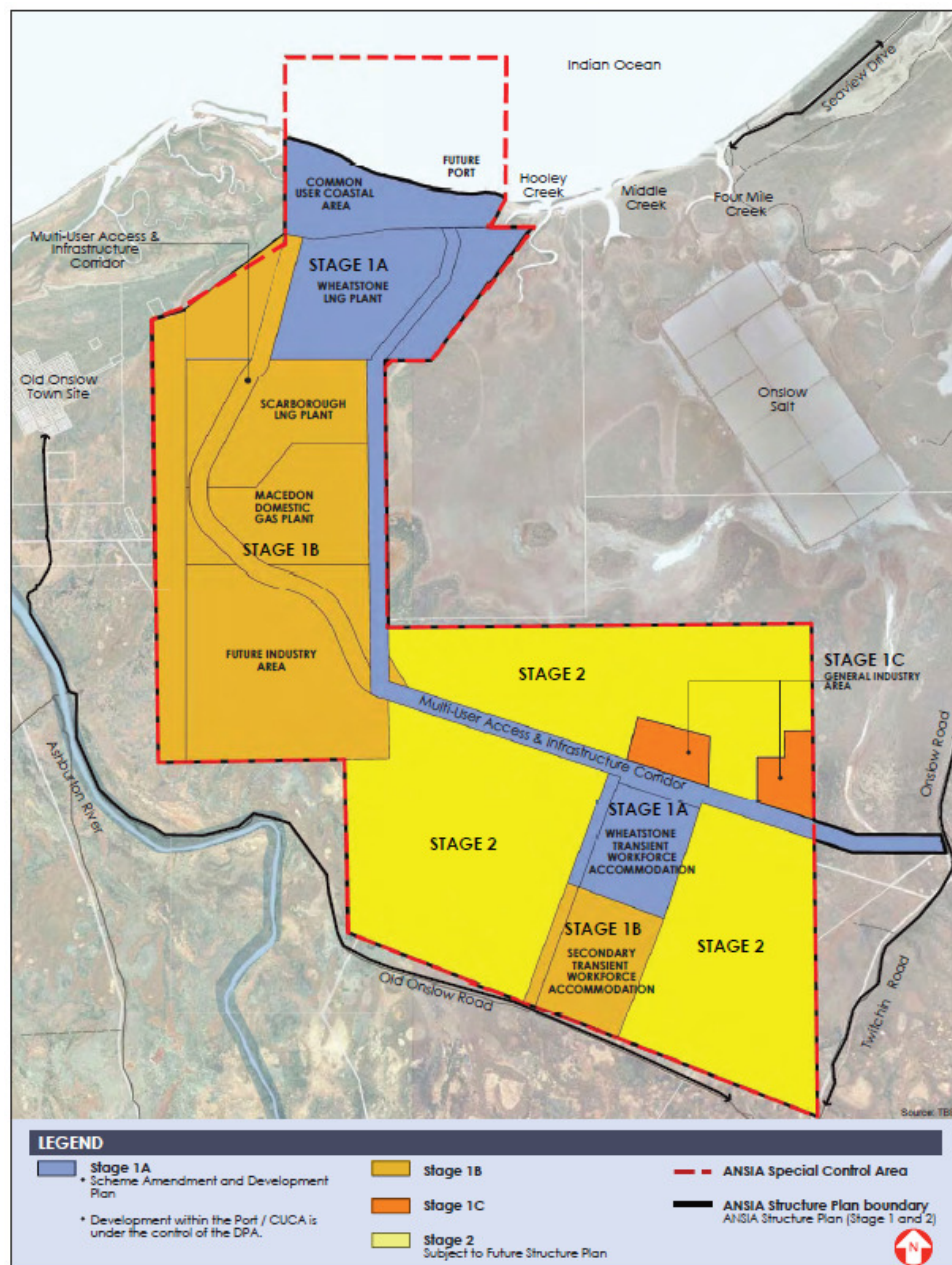 Indian Ocean
Seaview Drive
FUTURE
PORT
Hooley
Creek
COMMON
USER COASTAL
AREA
Middle
Creek
Four Mile
Creek
Multi-User Access &
Infrastructure
Corridor
STAGE 1A
WHEATSTONE
LNG PLANT
Old Onslow
Town Site
Onslow
Salt
SCARBOROUGH
LNG PLANT
MACEDON
DOMESTIC
GAS PLANT
STAGE 1B
FUTURE INDUSTRY
AREA
STAGE 2
STAGE 1C
GENERAL INDUSTRY
AREA
Multi-User Access & Infrastructure Corridor
Onslow Road
Ashburton River
STAGE 1A
WHEATSTONE
TRANSIENT
WORKFORCE
ACCOMMODATION
STAGE 2
STAGE 1B
SECONDARY
TRANSIENT
WORKFORCE
ACCOMMODATION
STAGE 2
Old Onslow Road
Twitchin Road
Source: TBB
LEGEND
Stage 1A
* Scheme Amendment and Development
Plan
* Development within the Port / CUCA is
under the control of the DPA.
Stage 1B
Stage 1C
Stage 2
Subject to Future Structure Plan
ANSIA Special Control Area
ANSIA Structure Plan boundary
ANSIA Structure Plan (Stage 1 and 2)
N